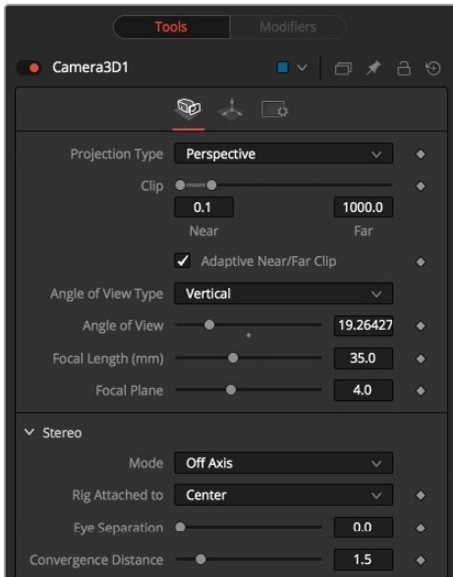 Tools Modifiers
Camera3D1
Projection Type Perspective
Clip
0.1 1000.0
Near Far
Adaptive Near/Far Clip
Angle of View Type Vertical
Angle of View 19.26427
Focal Length (mm) 35.0
Focal Plane 4.0
Stereo
Mode Off Axis
Rig Attached to Center
Eye Separation 0.0
Convergence Distance 1.5